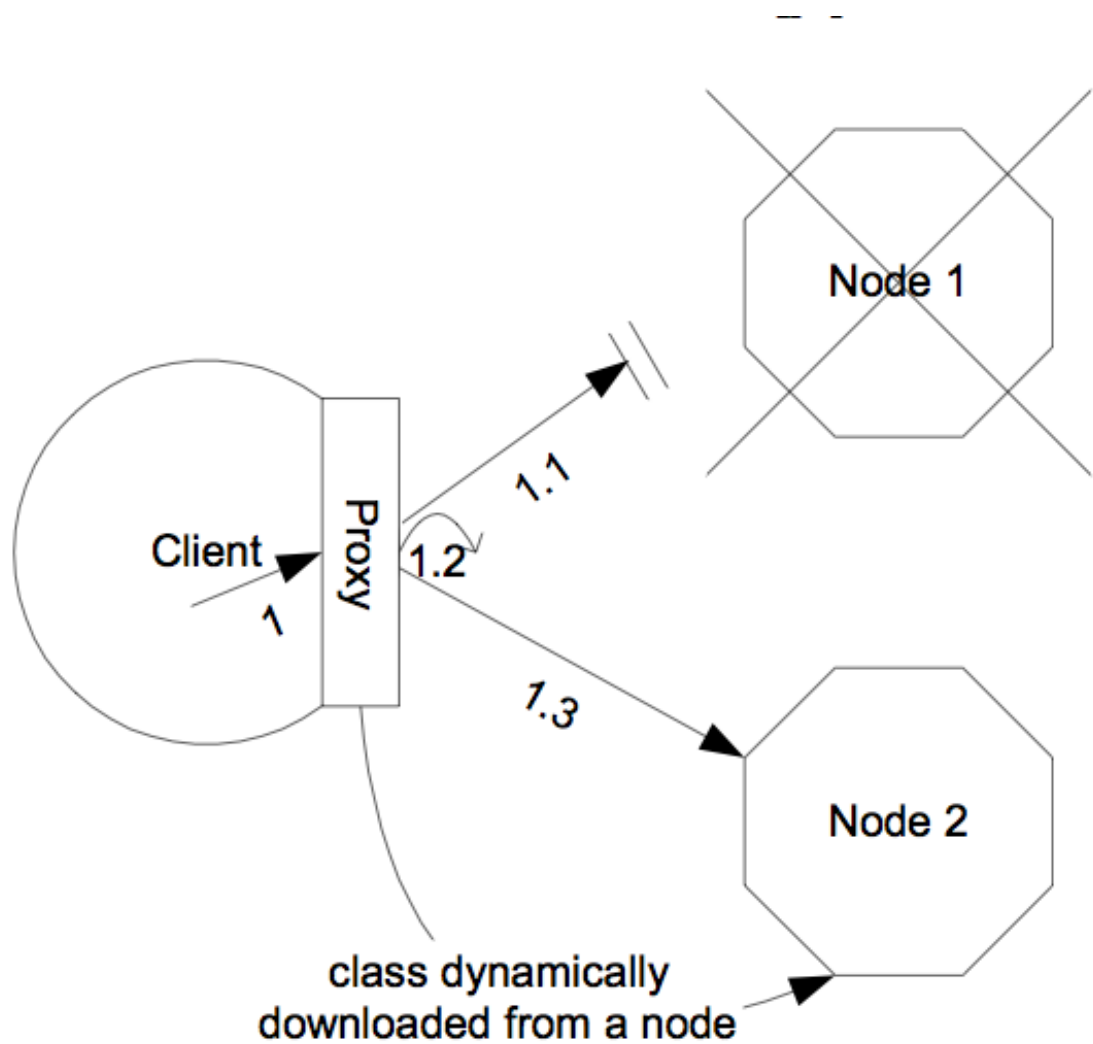 Node 1
1.1
Proxy
Client
1.2
1
1.3
Node 2
class dynamically
downloaded from a node